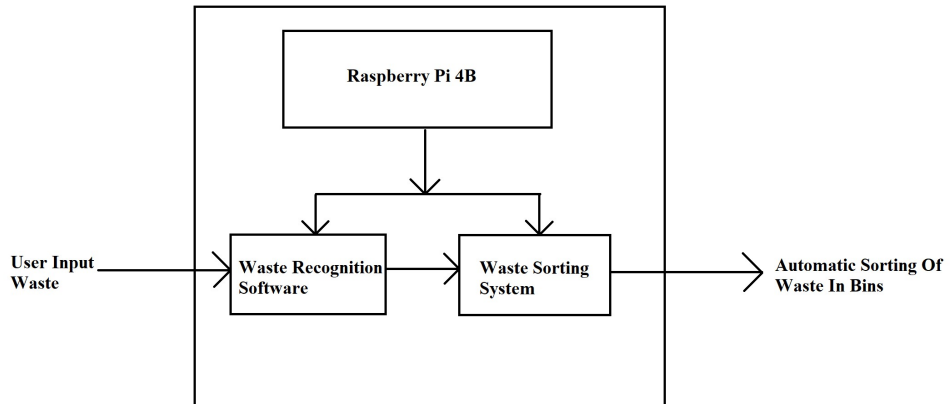 Raspberry Pi 4B
User Input
Waste
Waste Recognition
Software
Waste Sorting
System
Automatic Sorting Of
Waste In Bins